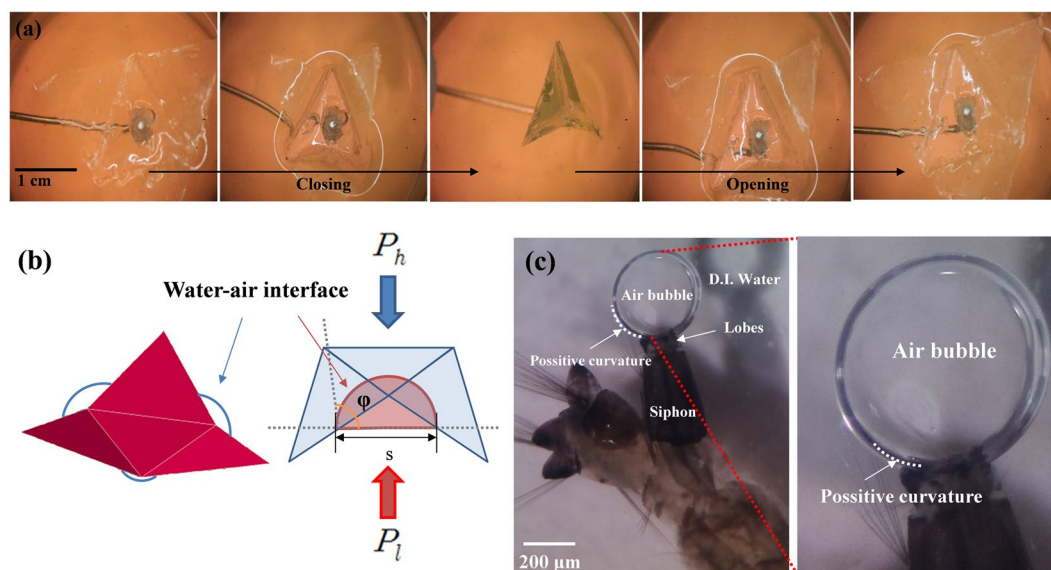 (a)
1 cm
Closing
Opening
(b)
Water-air interface
P_h
φ
s
P_l
(c)
Air bubble
D.I. Water
Lobes
Possitive curvature
Siphon
200 µm
Air bubble
Possitive curvature